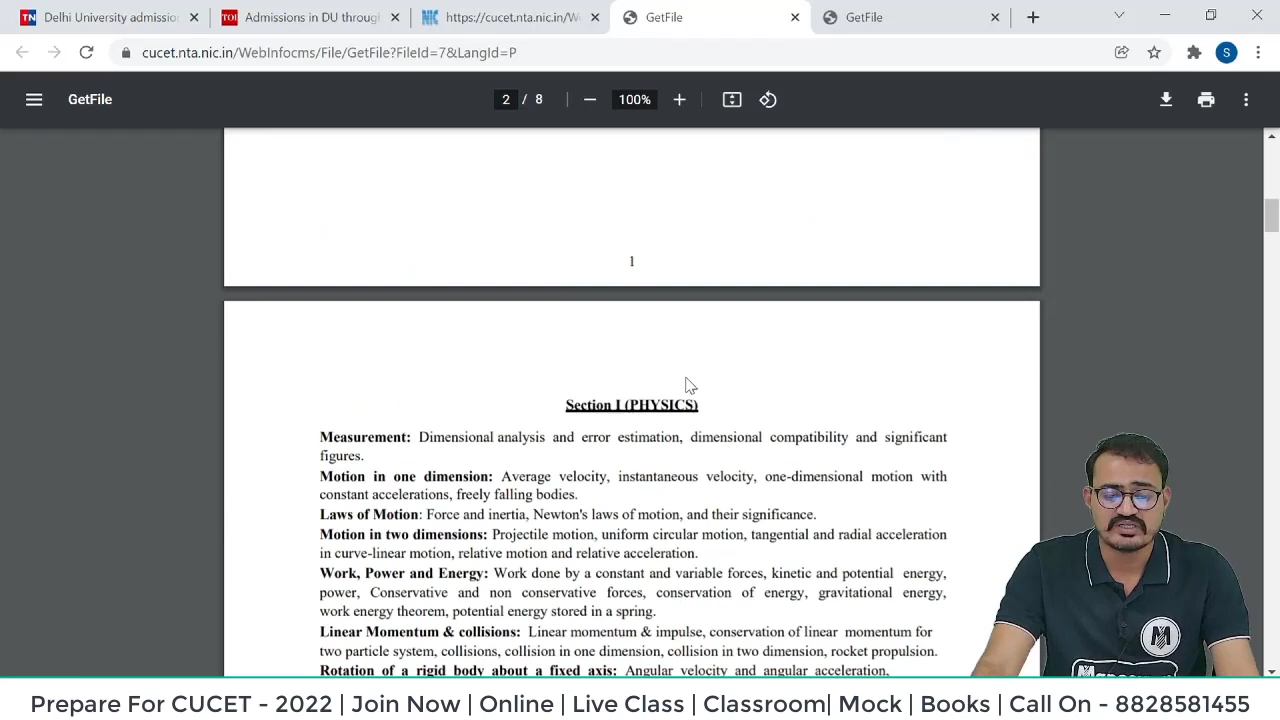 Delhi University admissio
TOI Admissions in DU throug
NIC https://cucet.nta.nic.in/W
GetFile
GetFile
cucet.nta.nic.in/WebInfocms/File/GetFile?FileId=7&LangId=P
S
GetFile
2 / 8
100%
1
Section I (PHYSICS)
Measurement: Dimensional analysis and error estimation, dimensional compatibility and significant
figures.
Motion in one dimension: Average velocity, instantaneous velocity, one-dimensional motion with
constant accelerations, freely falling bodies.
Laws of Motion: Force and inertia, Newton's laws of motion, and their significance.
Motion in two dimensions: Projectile motion, uniform circular motion, tangential and radial acceleration
in curve-linear motion, relative motion and relative acceleration.
Work, Power and Energy: Work done by a constant and variable forces, kinetic and potential energy,
power, Conservative and non conservative forces, conservation of energy, gravitational energy,
work energy theorem, potential energy stored in a spring.
Linear Momentum & collisions: Linear momentum & impulse, conservation of linear momentum for
two particle system, collisions, collision in one dimension, collision in two dimension, rocket propulsion.
Rotation of a rigid body about a fixed axis: Angular velocity and angular acceleration,
Prepare For CUCET - 2022 | Join Now | Online | Live Class | Classroom| Mock | Books | Call On - 8828581455